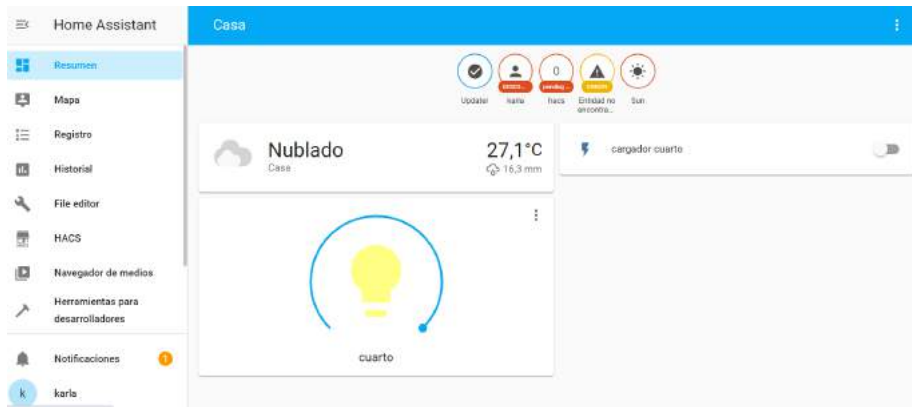 Home Assistant
Casa
Resumen
Mapa
Registro
Historial
File editor
HACS
Navegador de medios
Herramientas para
desarrolladores
Notificaciones 1
k karla
0
pending...
Updater karla hacs Entidad no Sun
encontra...
Nublado
Casa
27,1°C
16,3 mm
cargador cuarto
cuarto